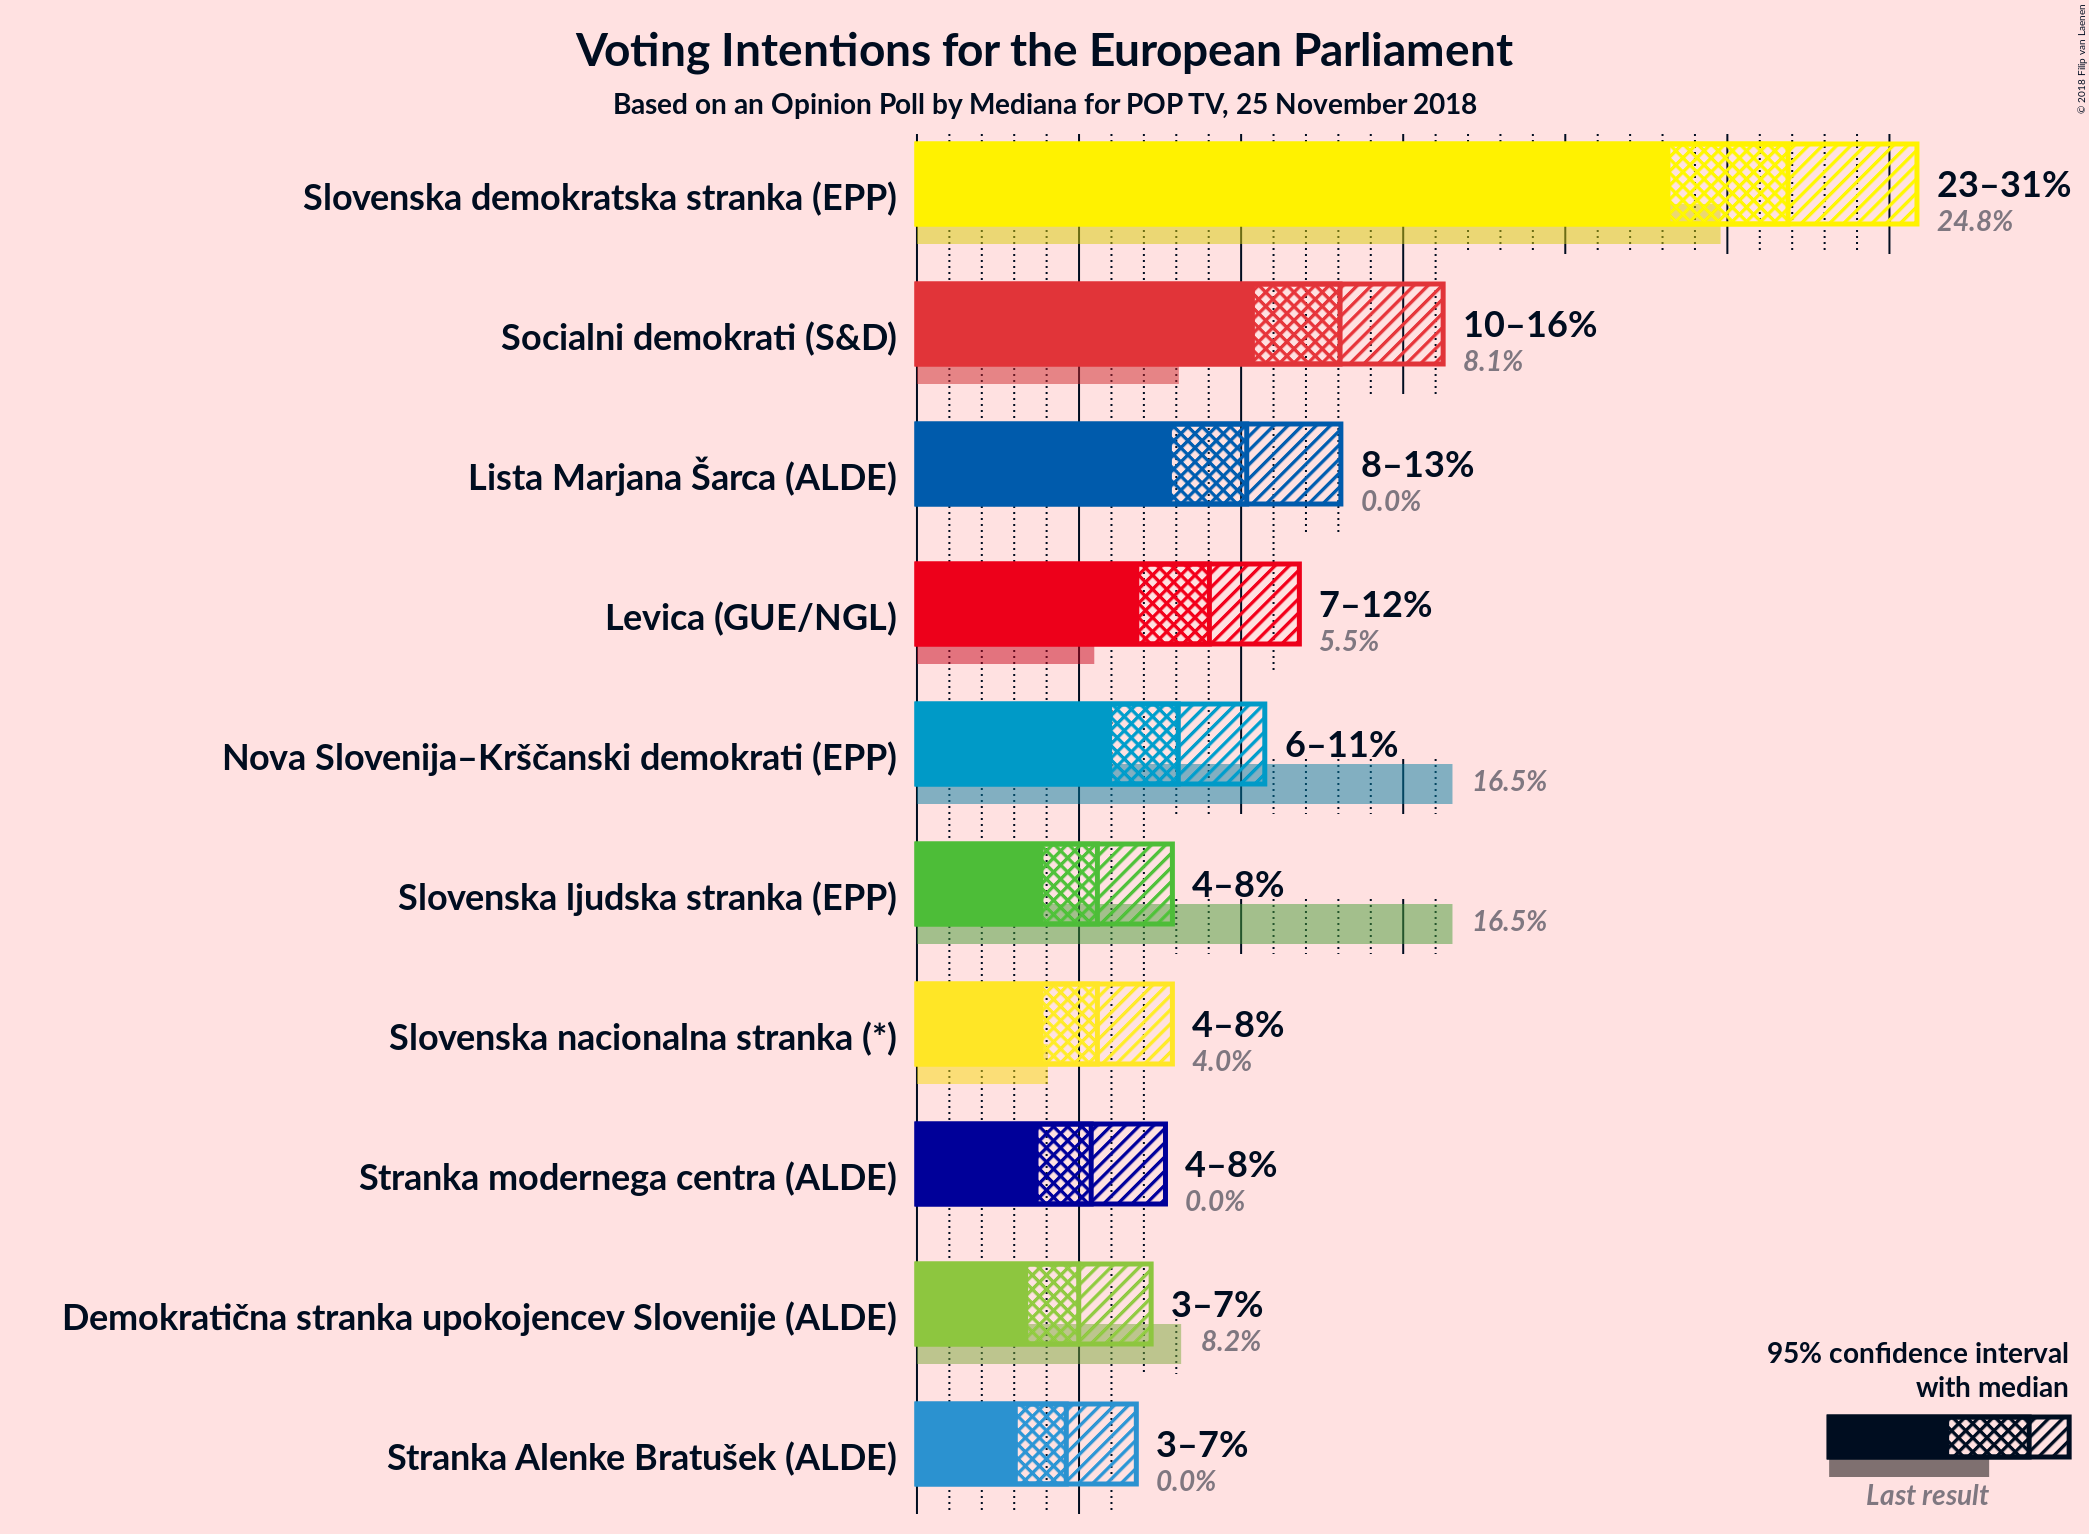 Voting Intentions for the European Parliament
Based on an Opinion Poll by Mediana for POP TV, 25 November 2018
© 2018 Filip van Laenen
Slovenska demokratska stranka (EPP)
23–31%
24.8%
Socialni demokrati (S&D)
10–16%
8.1%
Lista Marjana Šarca (ALDE)
8–13%
0.0%
Levica (GUE/NGL)
7–12%
5.5%
Nova Slovenija–Krščanski demokrati (EPP)
6–11%
16.5%
Slovenska ljudska stranka (EPP)
4–8%
16.5%
Slovenska nacionalna stranka (*)
4–8%
4.0%
Stranka modernega centra (ALDE)
4–8%
0.0%
Demokratična stranka upokojencev Slovenije (ALDE)
3–7%
8.2%
Stranka Alenke Bratušek (ALDE)
3–7%
0.0%
95% confidence interval
with median
Last result